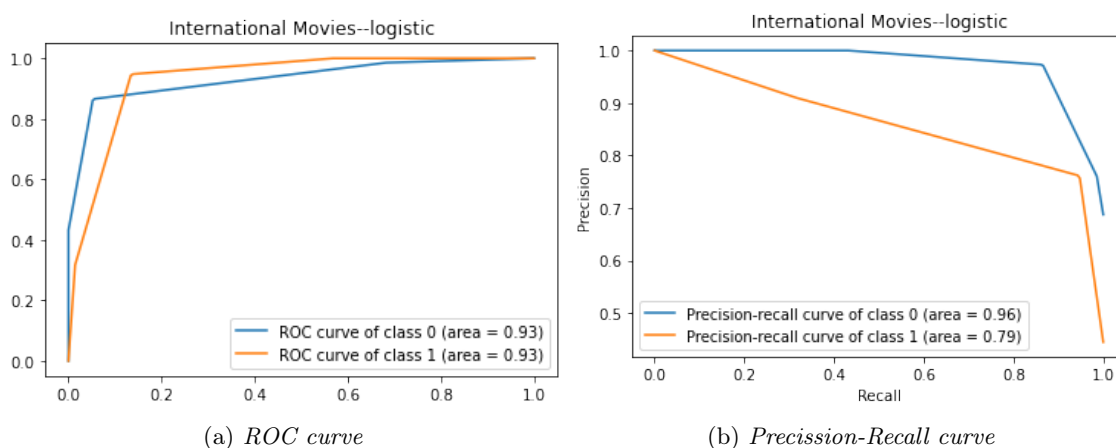 International Movies--logistic
1.0
0.8
0.6
0.4
0.2
0.0
ROC curve of class 0 (area = 0.93)
ROC curve of class 1 (area = 0.93)
0.0 0.2 0.4 0.6 0.8 1.0
(a) ROC curve
International Movies--logistic
1.0
0.9
0.8
0.7
0.6
0.5
Precision
Precision-recall curve of class 0 (area = 0.96)
Precision-recall curve of class 1 (area = 0.79)
0.0 0.2 0.4 0.6 0.8 1.0
Recall
(b) Precission-Recall curve